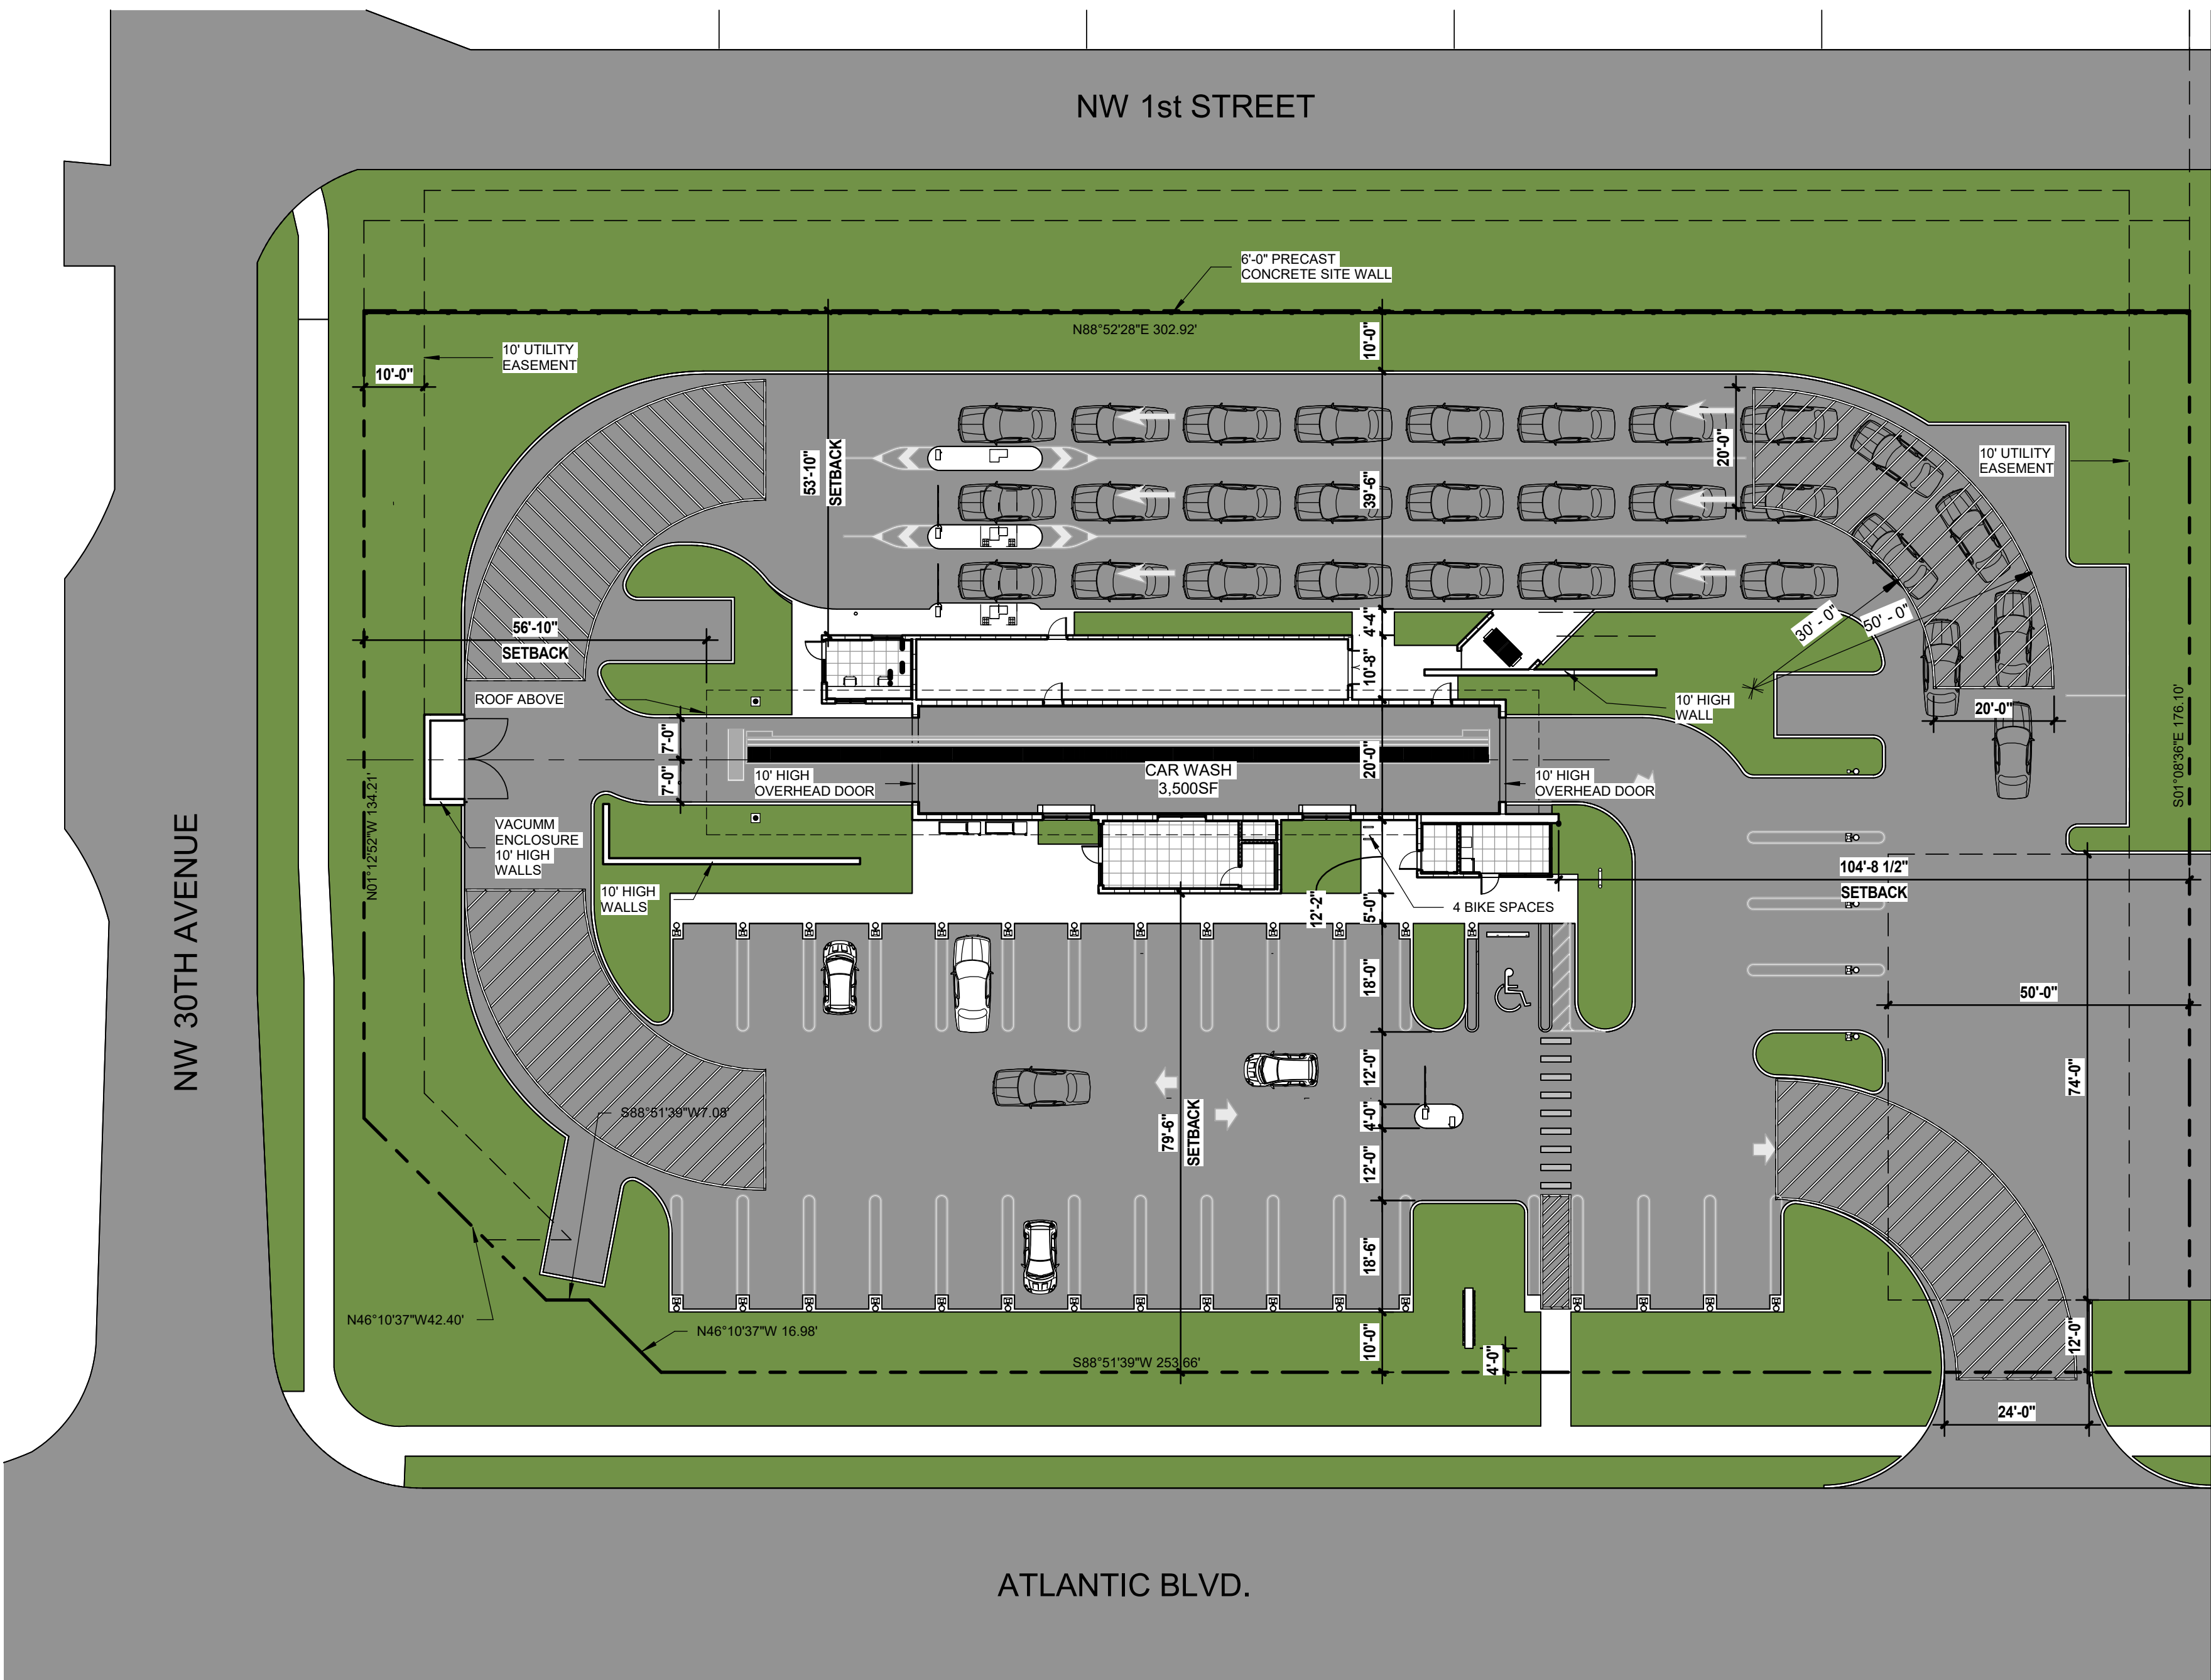 NW 1st STREET
6'-0" PRECAST
CONCRETE SITE WALL
N88°52'28"E 302.92'
10'-0"
10' UTILITY
EASEMENT
10'-0"
53'-10"
SETBACK
39'-6"
20'-0"
10' UTILITY
EASEMENT
30' - 0"
50' - 0"
4'-4"
56'-10"
SETBACK
10'-8"
ROOF ABOVE
10' HIGH
WALL
20'-0"
7'-0"
7'-0"
20'-0"
CAR WASH
3,500SF
10' HIGH
OVERHEAD DOOR
10' HIGH
OVERHEAD DOOR
S01°08'36"E 176.10'
N01°12'52"W 134.21'
VACUMM
ENCLOSURE
10' HIGH
WALLS
10' HIGH
WALLS
104'-8 1/2"
SETBACK
12'-2"
5'-0"
4 BIKE SPACES
NW 30TH AVENUE
18'-0"
50'-0"
12'-0"
74'-0"
S88°51'39"W7.08'
4'-0"
79'-6"
SETBACK
12'-0"
18'-6"
N46°10'37"W42.40'
N46°10'37"W 16.98'
10'-0"
12'-0"
S88°51'39"W 253.66'
4'-0"
24'-0"
ATLANTIC BLVD.